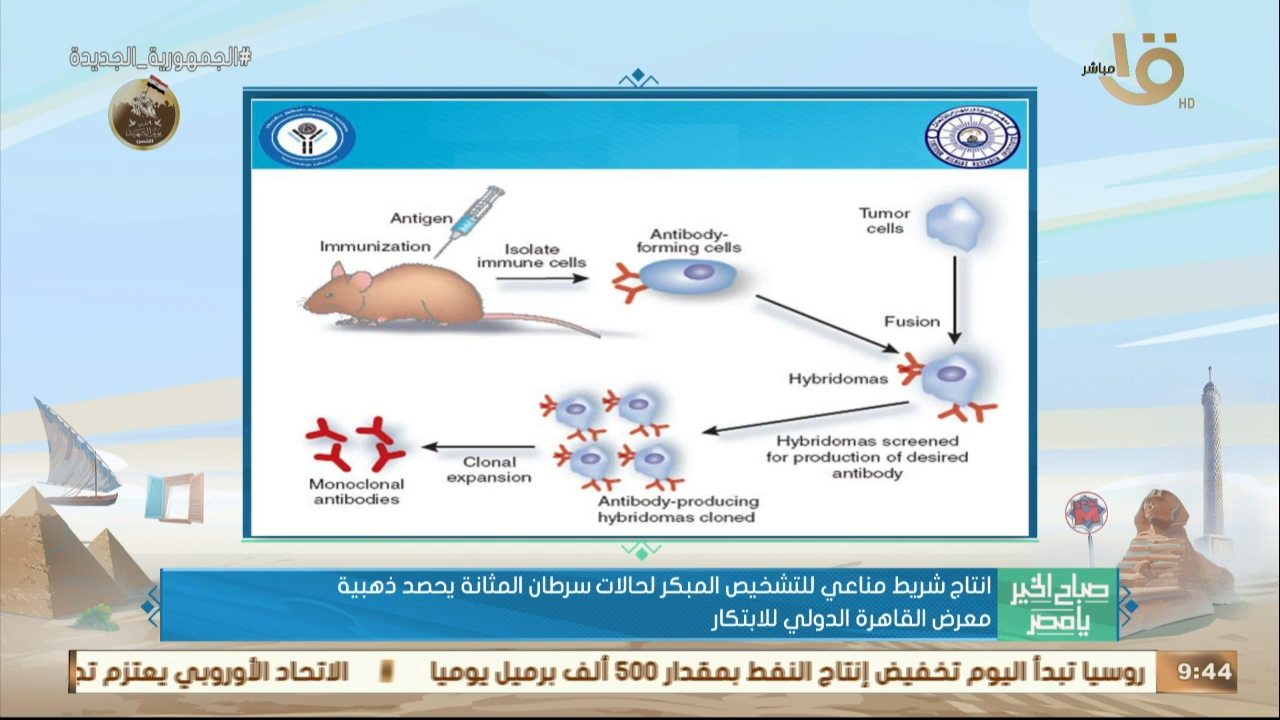 #الجمهورية_الجديدة
مباشر
HD
Antigen
Immunization
Isolate
immune cells
Antibody-
forming cells
Tumor
cells
Fusion
Hybridomas
Hybridomas screened
for production of desired
antibody
Antibody-producing
hybridomas cloned
Clonal
expansion
Monoclonal
antibodies
صباح الخير
يا مصر
انتاج شريط مناعي للتشخيص المبكر لحالات سرطان المثانة يحصد ذهبية
معرض القاهرة الدولي للابتكار
9:44
روسيا تبدأ اليوم تخفيض إنتاج النفط بمقدار 500 ألف برميل يوميا
الاتحاد الأوروبي يعتزم تج